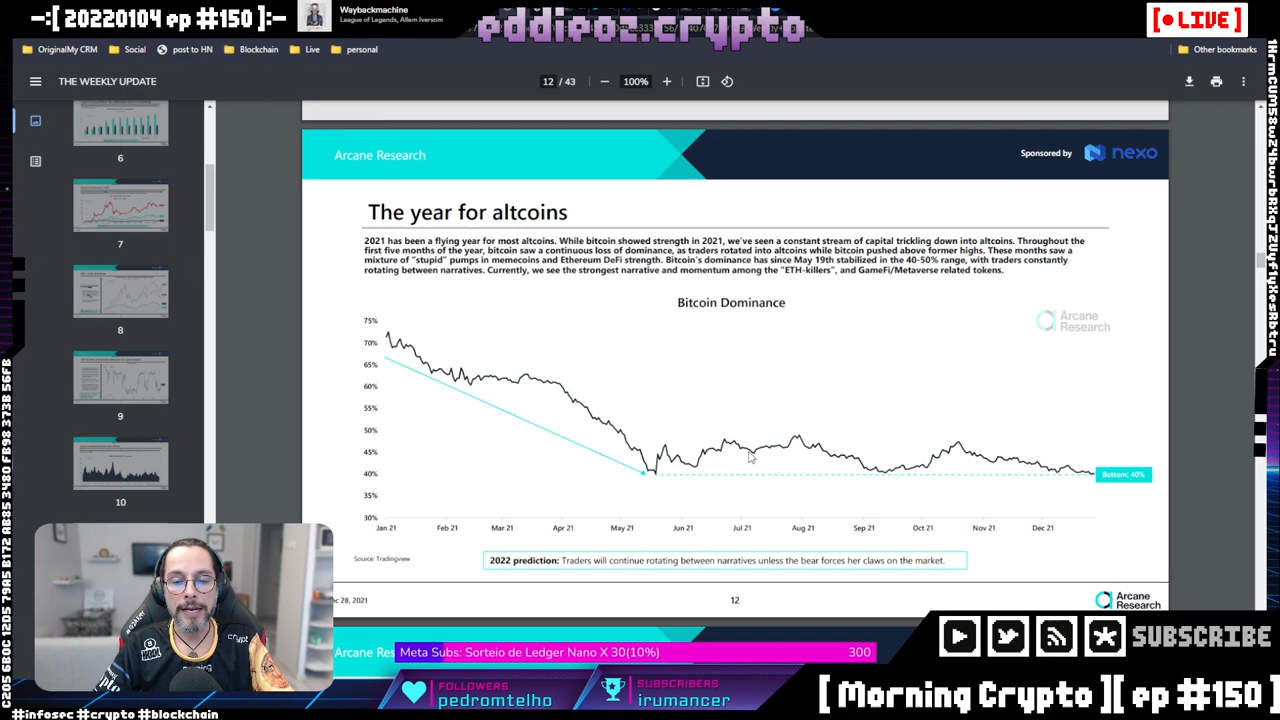 -:[ 20220104 ep #150 ]:-
Waybackmachine
League of Legends, Allem Iversom
eddieoz.crypto
[ • LIVE ]
OriginalMy CRM
Social
post to HN
Blockchain
Live
personal
Other bookmarks
THE WEEKLY UPDATE
12 / 43
100%
6
7
8
9
10
Arcane Research
Sponsored by
nexo
The year for altcoins
2021 has been a flying year for most altcoins. While bitcoin showed strength in 2021, we've seen a constant stream of capital trickling down into altcoins. Throughout the
first five months of the year, bitcoin saw a continuous loss of dominance, as traders rotated into altcoins while bitcoin pushed above former highs. These months saw a
mixture of "stupid" pumps in memecoins and Ethereum DeFi strength. Bitcoin's dominance has since May 19th stabilized in the 40-50% range, with traders constantly
rotating between narratives. Currently, we see the strongest narrative and momentum among the "ETH-killers", and GameFi/Metaverse related tokens.
Bitcoin Dominance
Arcane
Research
75%
70%
65%
60%
55%
50%
45%
40%
35%
30%
Bottom: 40%
Jan 21
Feb 21
Mar 21
Apr 21
May 21
Jun 21
Jul 21
Aug 21
Sep 21
Oct 21
Nov 21
Dec 21
Source: Tradingview
2022 prediction: Traders will continue rotating between narratives unless the bear forces her claws on the market.
c 28, 2021
12
Arcane
Research
Arcane Res
Meta Subs: Sorteio de Ledger Nano X 30(10%)
300
FOLLOWERS
pedromtelho
SUBSCRIBERS
irumancer
SUBSCRIBE
[ Morning Crypto ][ ep #150 ]
#infosec #crypto #blockchain